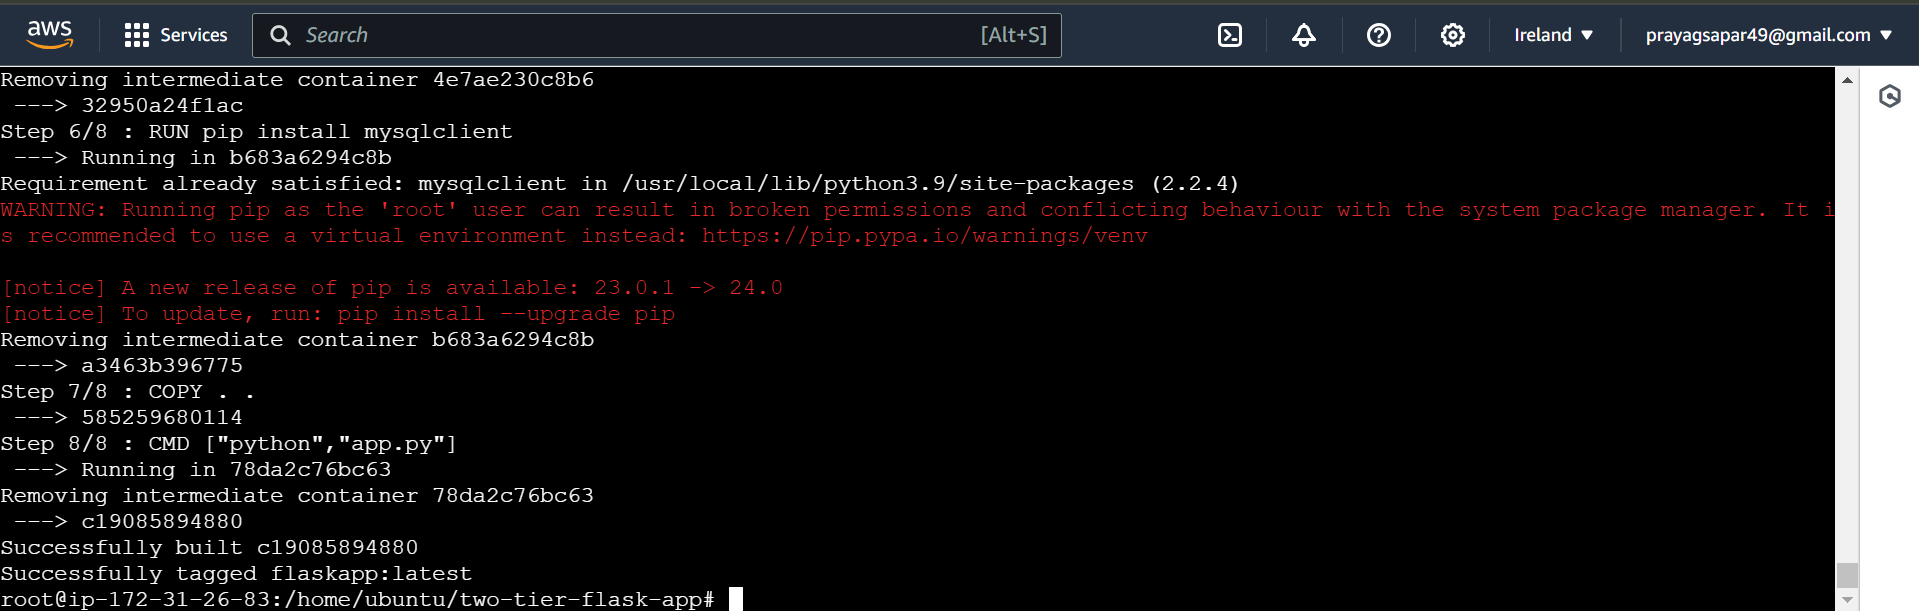 aws Services Search [Alt+S] Ireland ▼ prayagsapar49@gmail.com ▼
Removing intermediate container 4e7ae230c8b6
---> 32950a24f1ac
Step 6/8 : RUN pip install mysqlclient
---> Running in b683a6294c8b
Requirement already satisfied: mysqlclient in /usr/local/lib/python3.9/site-packages (2.2.4)
WARNING: Running pip as the 'root' user can result in broken permissions and conflicting behaviour with the system package manager. It i
s recommended to use a virtual environment instead: https://pip.pypa.io/warnings/venv
[notice] A new release of pip is available: 23.0.1 -> 24.0
[notice] To update, run: pip install --upgrade pip
Removing intermediate container b683a6294c8b
---> a3463b396775
Step 7/8 : COPY . .
---> 585259680114
Step 8/8 : CMD ["python","app.py"]
---> Running in 78da2c76bc63
Removing intermediate container 78da2c76bc63
---> c19085894880
Successfully built c19085894880
Successfully tagged flaskapp:latest
root@ip-172-31-26-83:/home/ubuntu/two-tier-flask-app#